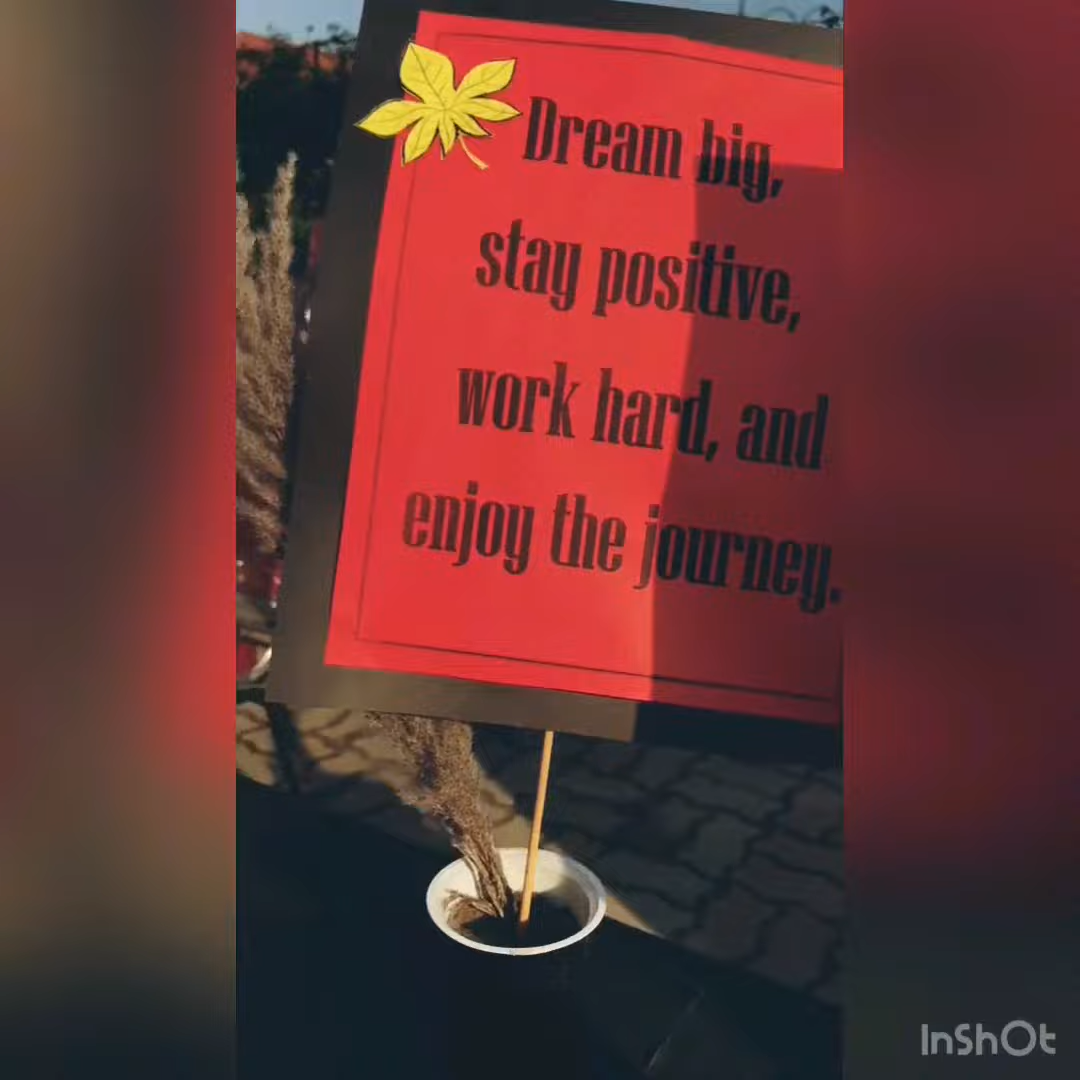 Dream big,
stay positive,
work hard, and
enjoy the journey.
InShOt